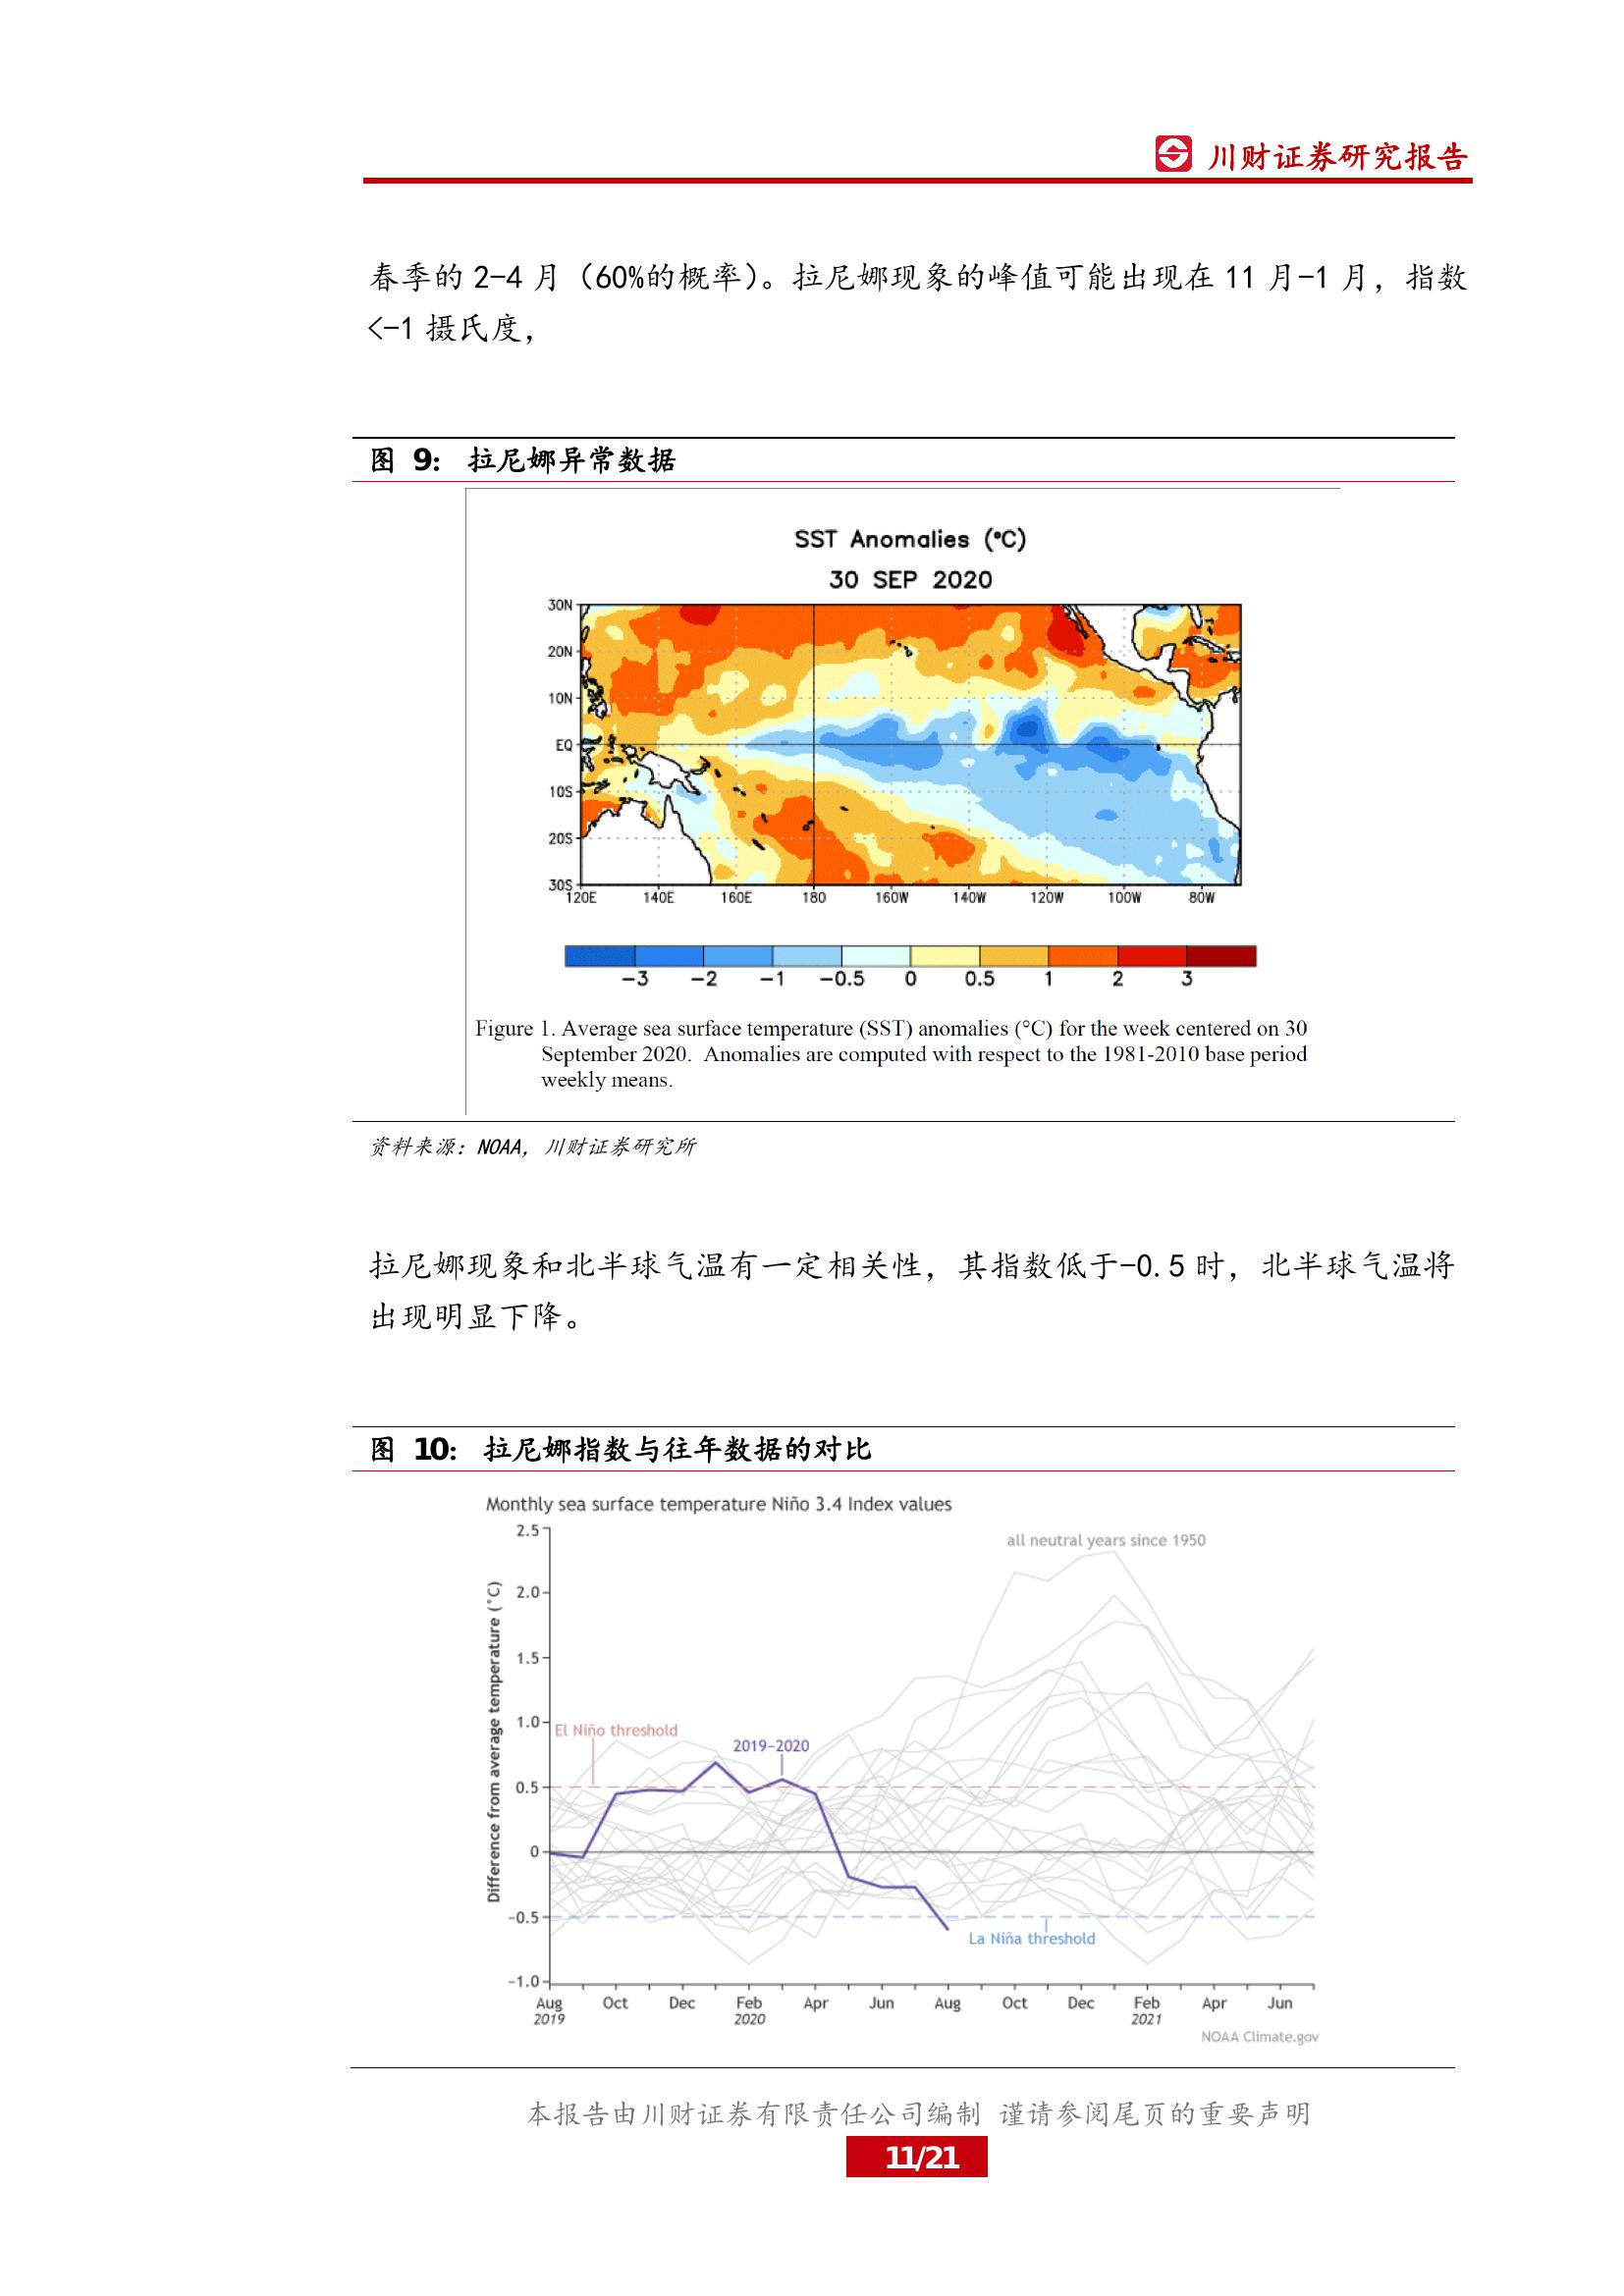 川财证券研究报告
春季的 2-4 月（60%的概率）。拉尼娜现象的峰值可能出现在 11 月-1 月，指数
<-1 摄氏度，
图 9： 拉尼娜异常数据
SST Anomalies (°C)
30 SEP 2020
30N
20N
10N
EQ
10S
20S
30S
120E 140E 160E 180 160W 140W 120W 100W 80W
-3 -2 -1 -0.5 0 0.5 1 2 3
Figure 1. Average sea surface temperature (SST) anomalies (°C) for the week centered on 30
September 2020. Anomalies are computed with respect to the 1981-2010 base period
weekly means.
资料来源：NOAA，川财证券研究所
拉尼娜现象和北半球气温有一定相关性，其指数低于-0.5 时，北半球气温将
出现明显下降。
图 10： 拉尼娜指数与往年数据的对比
Monthly sea surface temperature Niño 3.4 Index values
Difference from average temperature (°C)
2.5
2.0
1.5
1.0
0.5
0
-0.5
-1.0
all neutral years since 1950
El Niño threshold
2019-2020
La Niña threshold
Aug Oct Dec Feb Apr Jun Aug Oct Dec Feb Apr Jun
2019 2020 2021
NOAA Climate.gov
本报告由川财证券有限责任公司编制 谨请参阅尾页的重要声明
11/21